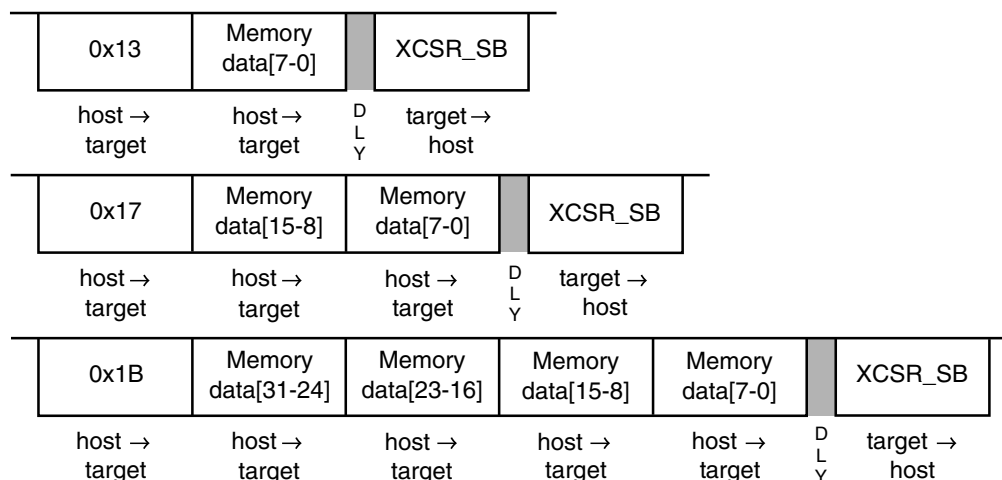 0x13 Memory data[7-0] XCSR_SB
host → target host → target D L Y target → host
0x17 Memory data[15-8] Memory data[7-0] XCSR_SB
host → target host → target host → target D L Y target → host
0x1B Memory data[31-24] Memory data[23-16] Memory data[15-8] Memory data[7-0] XCSR_SB
host → target host → target host → target host → target host → target D L Y target → host